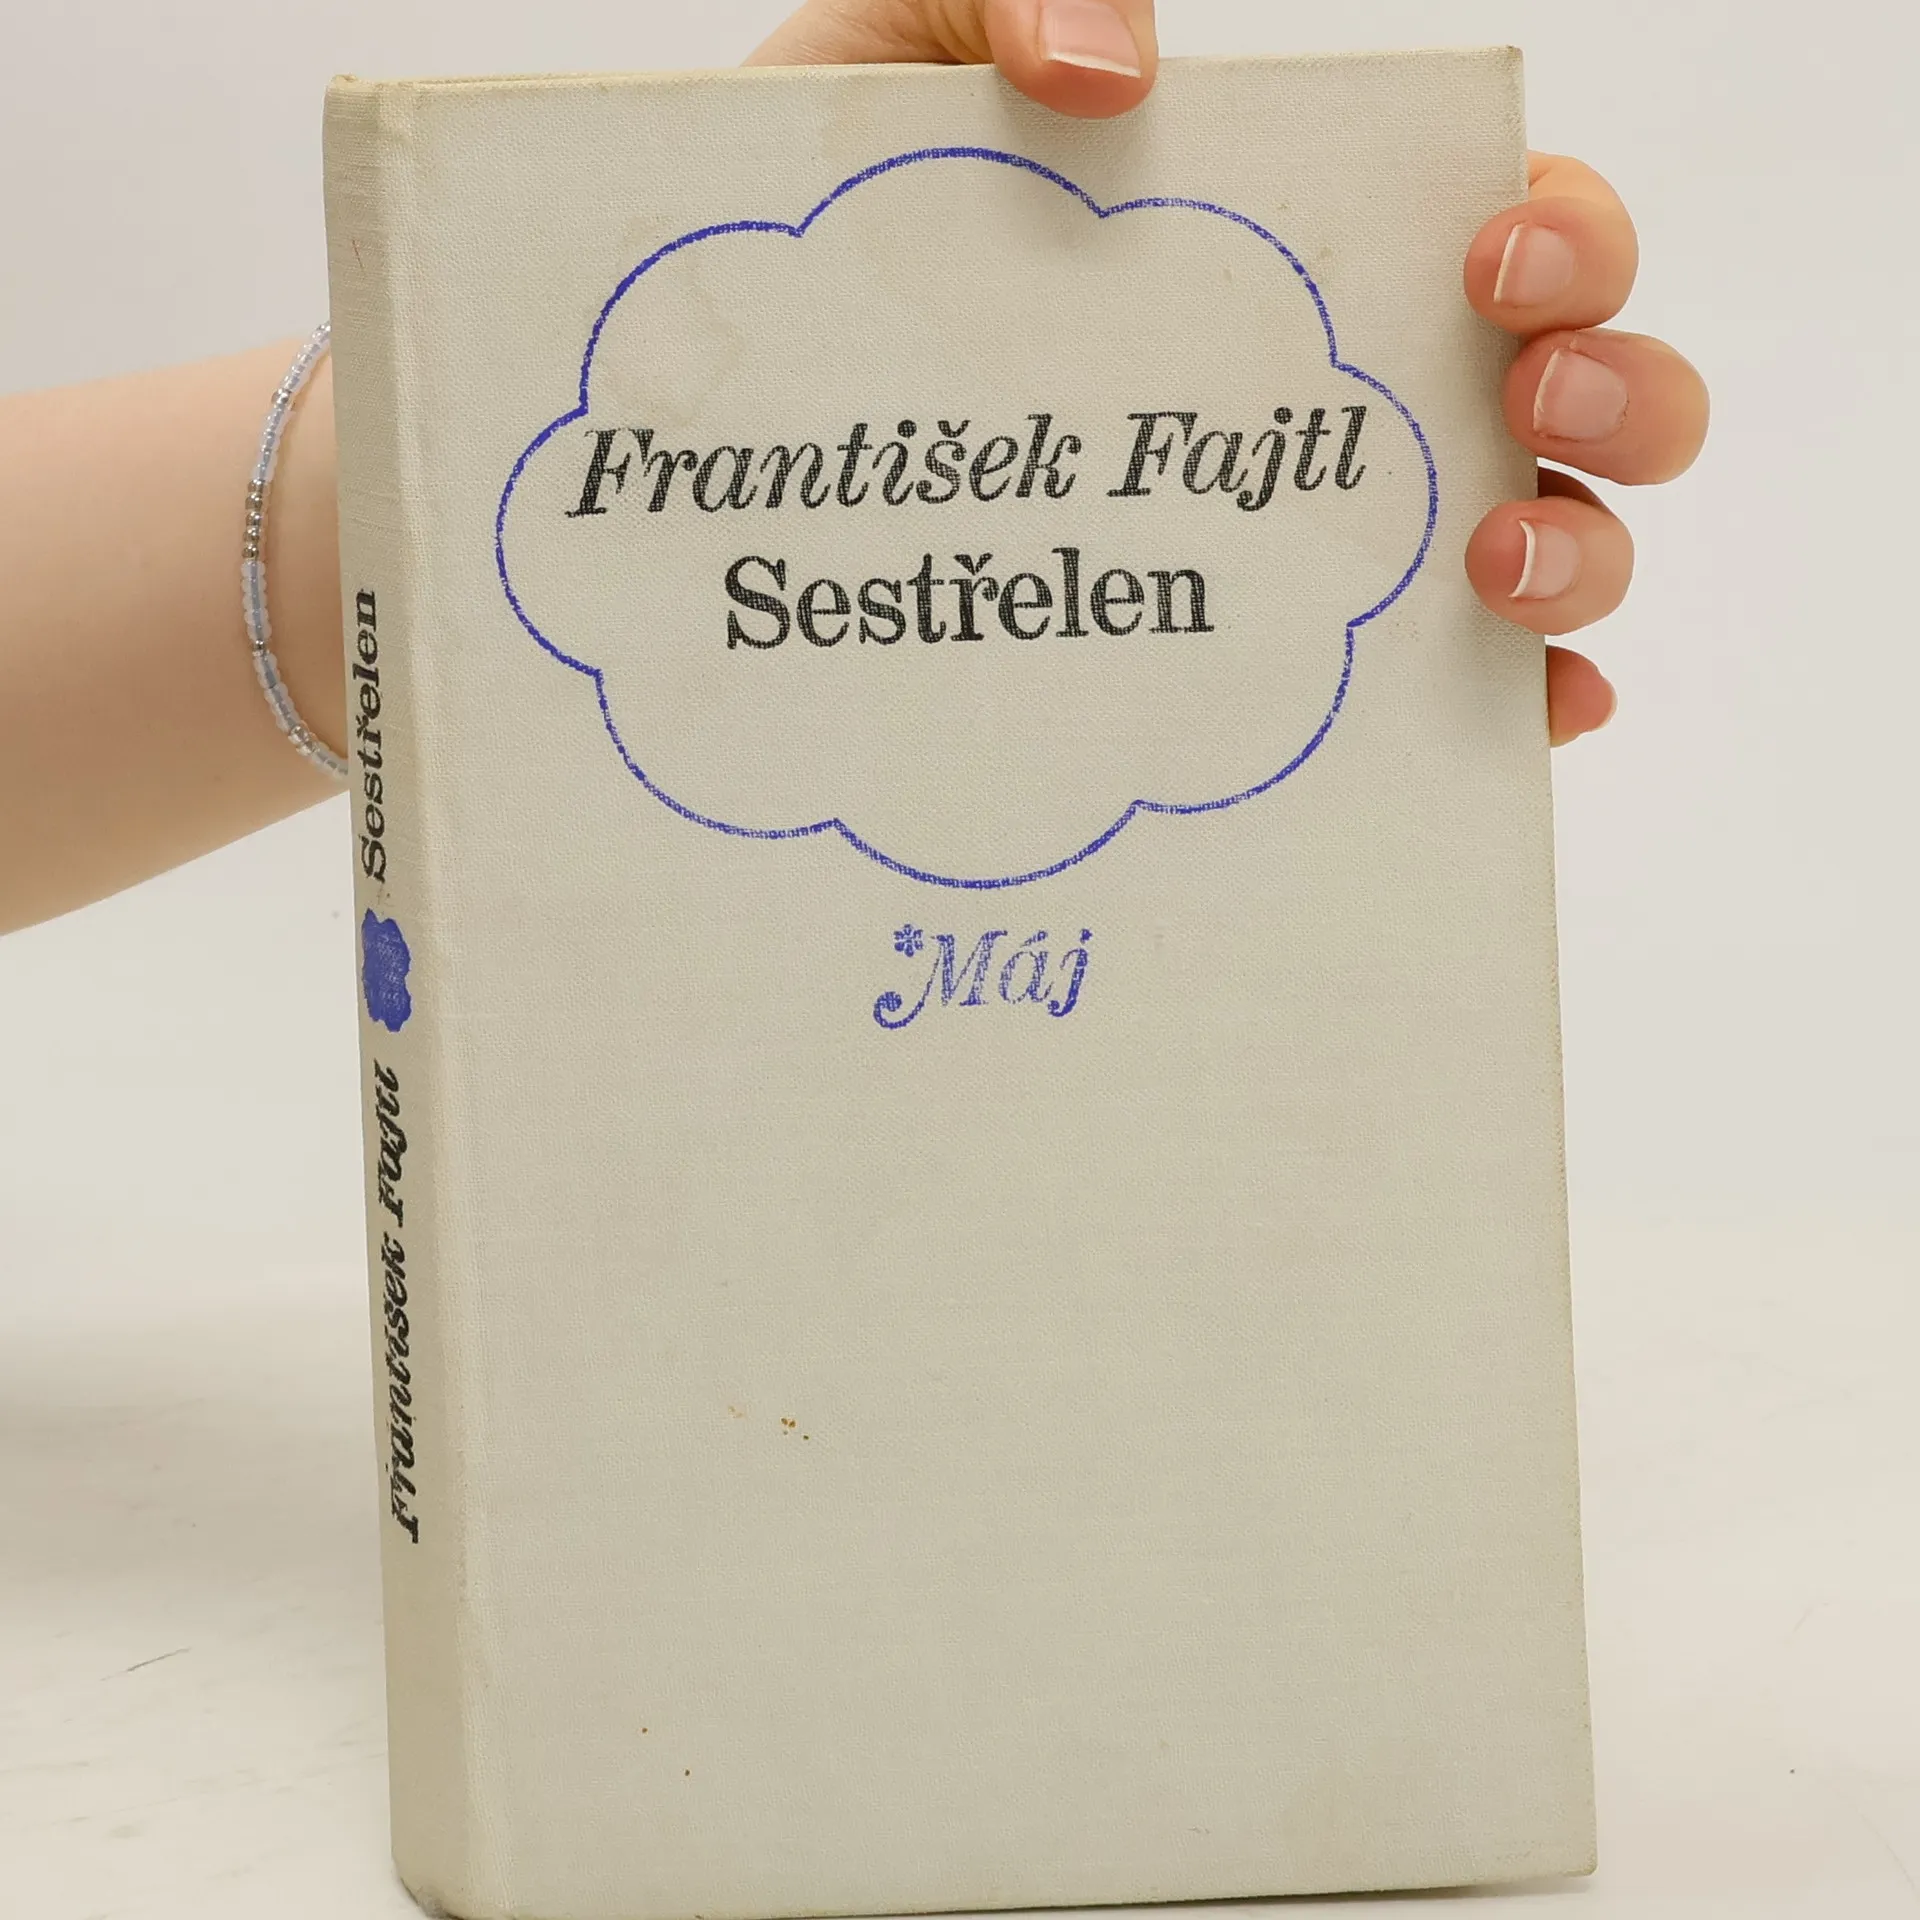 František Fajtl
Sestřelen
Máj
František Fajtl Sestřelen